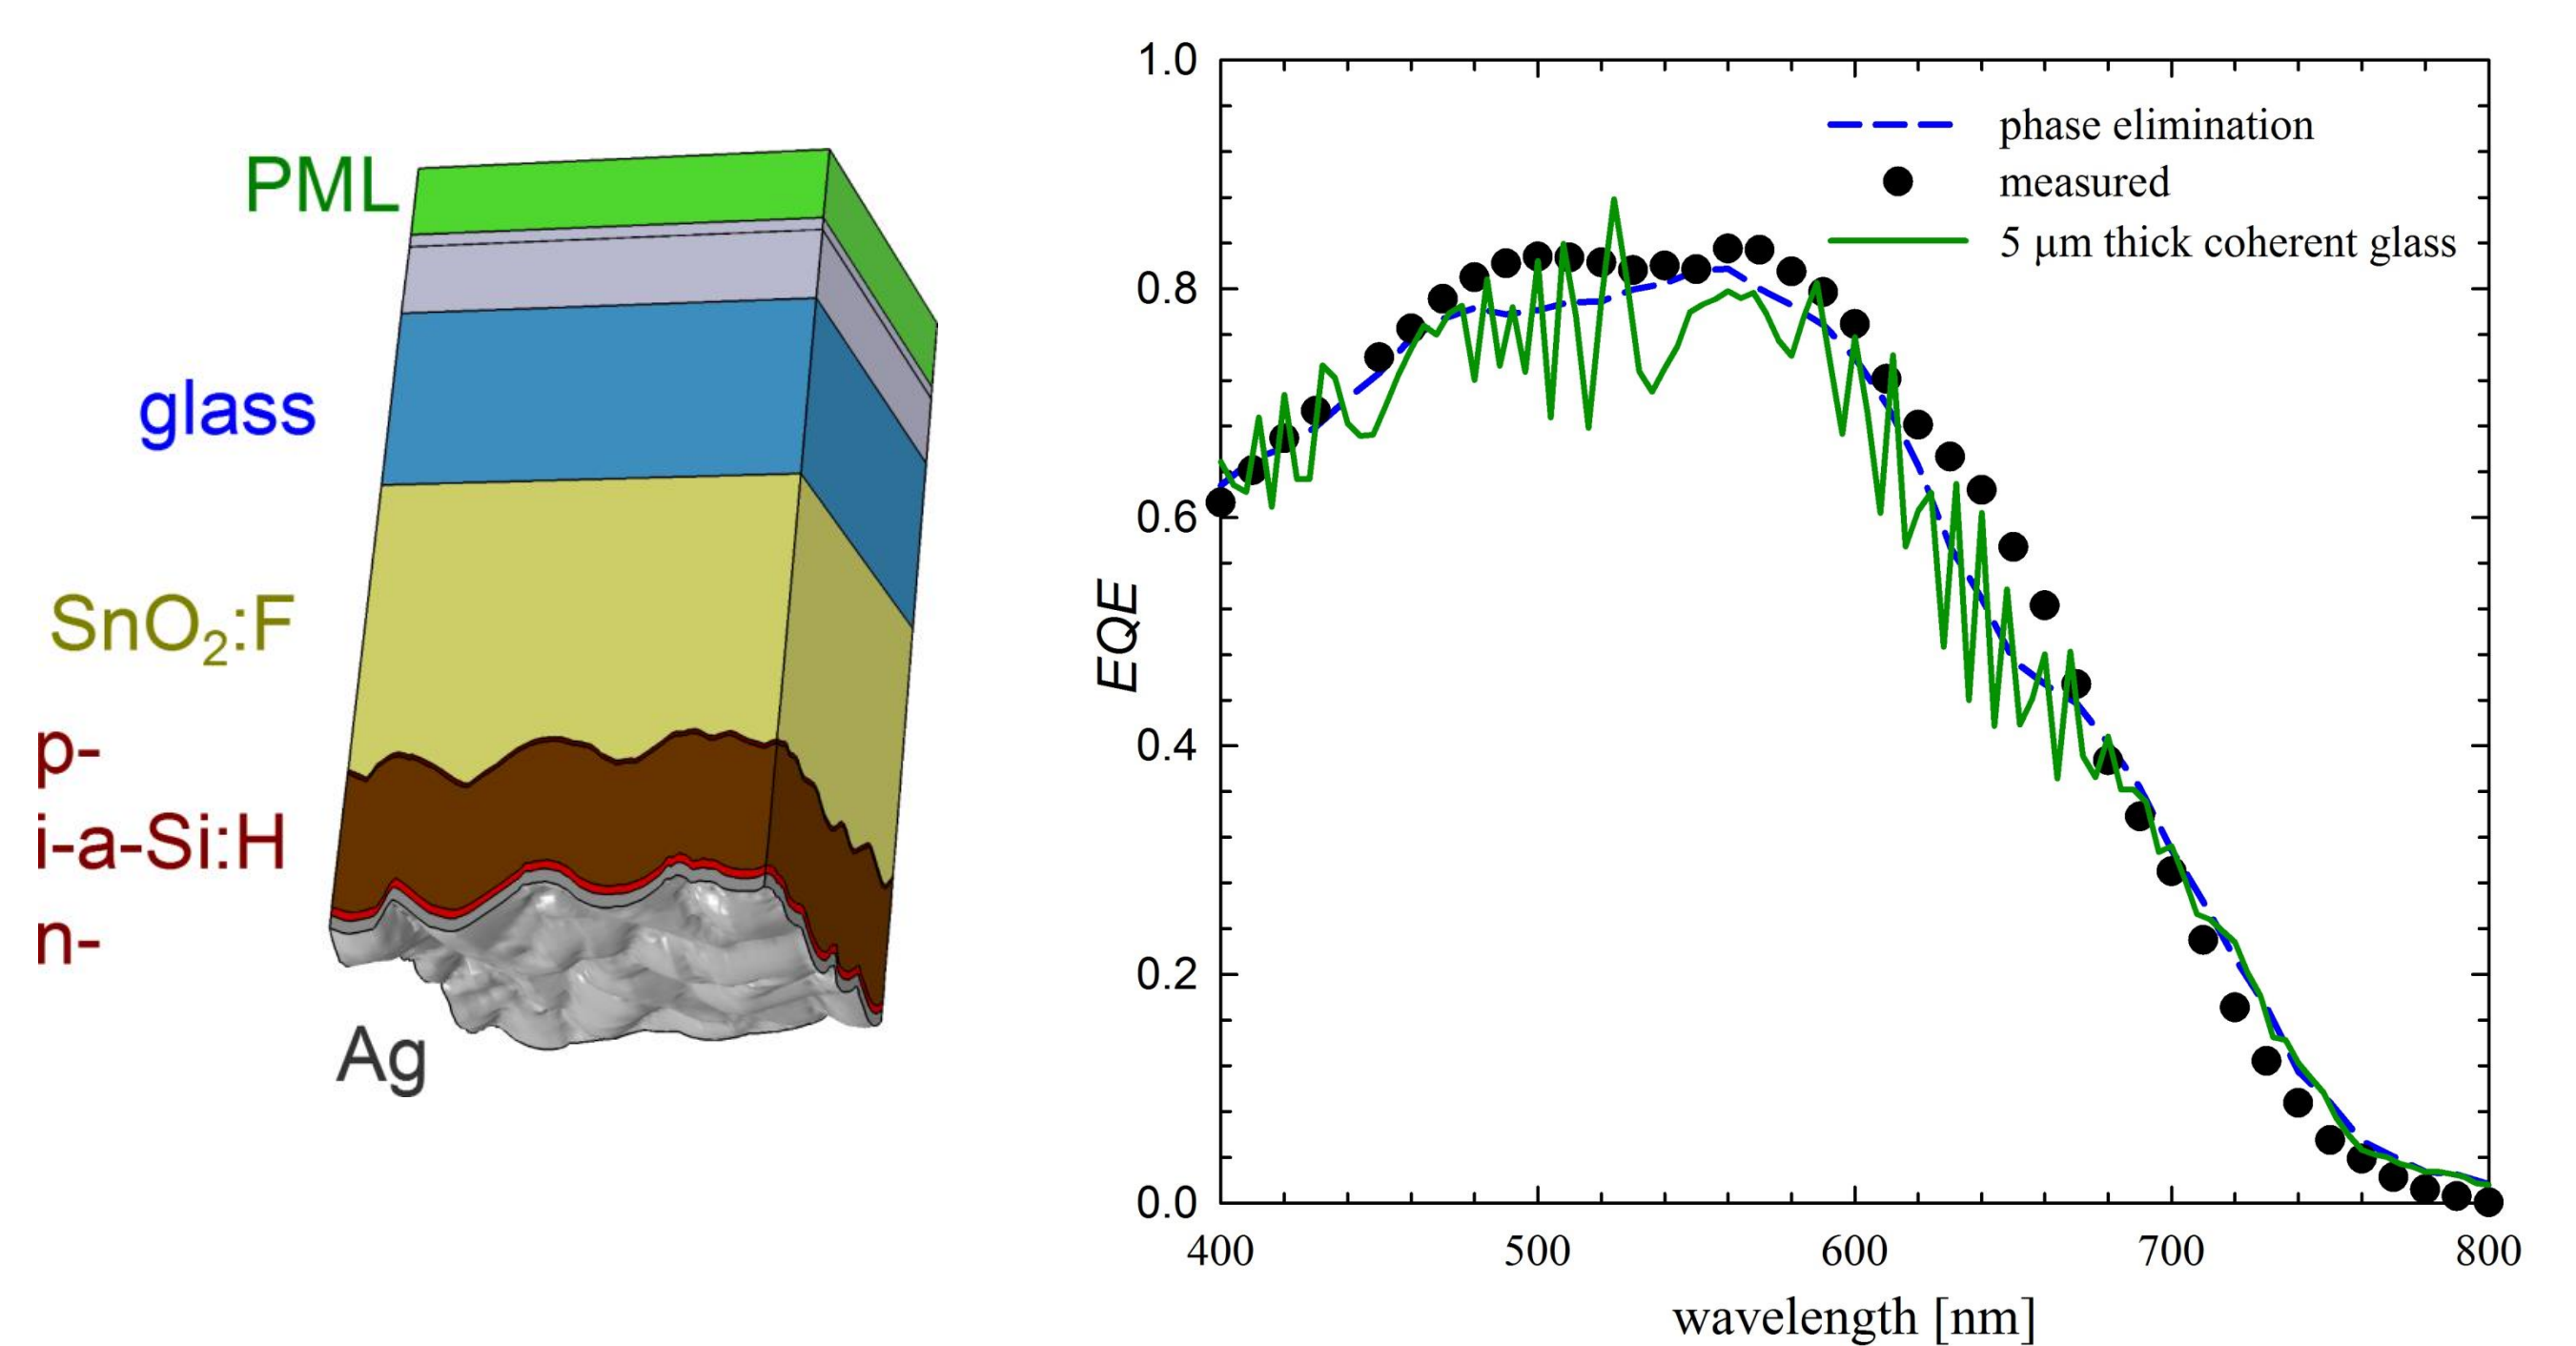 PML
glass
SnO₂:F
p-
i-a-Si:H
n-
Ag
1.0
0.8
0.6
0.4
0.2
0.0
EQE
phase elimination
measured
5 μm thick coherent glass
400 500 600 700 800
wavelength [nm]